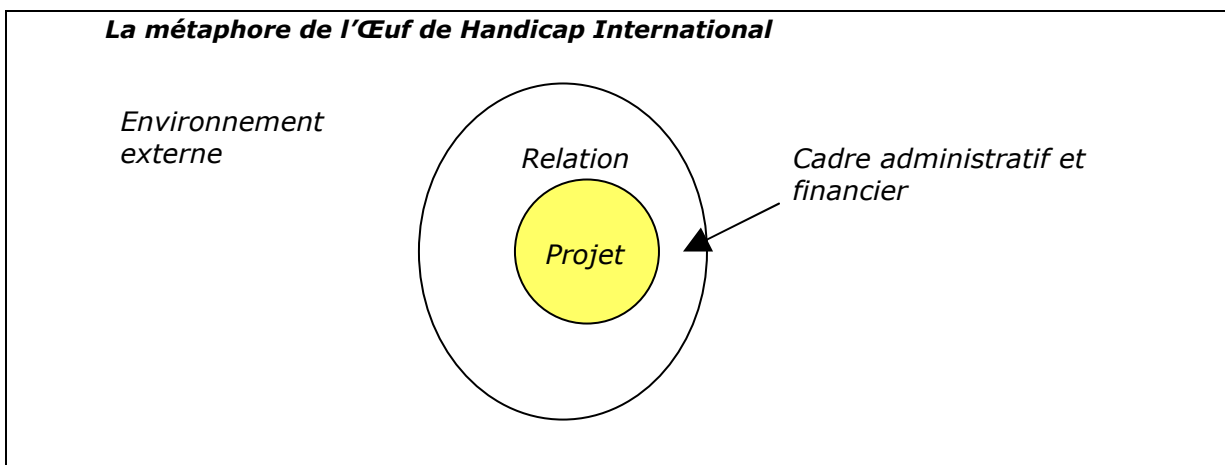 La métaphore de l’Œuf de Handicap International
Environnement
externe
Relation
Cadre administratif et
financier
Projet